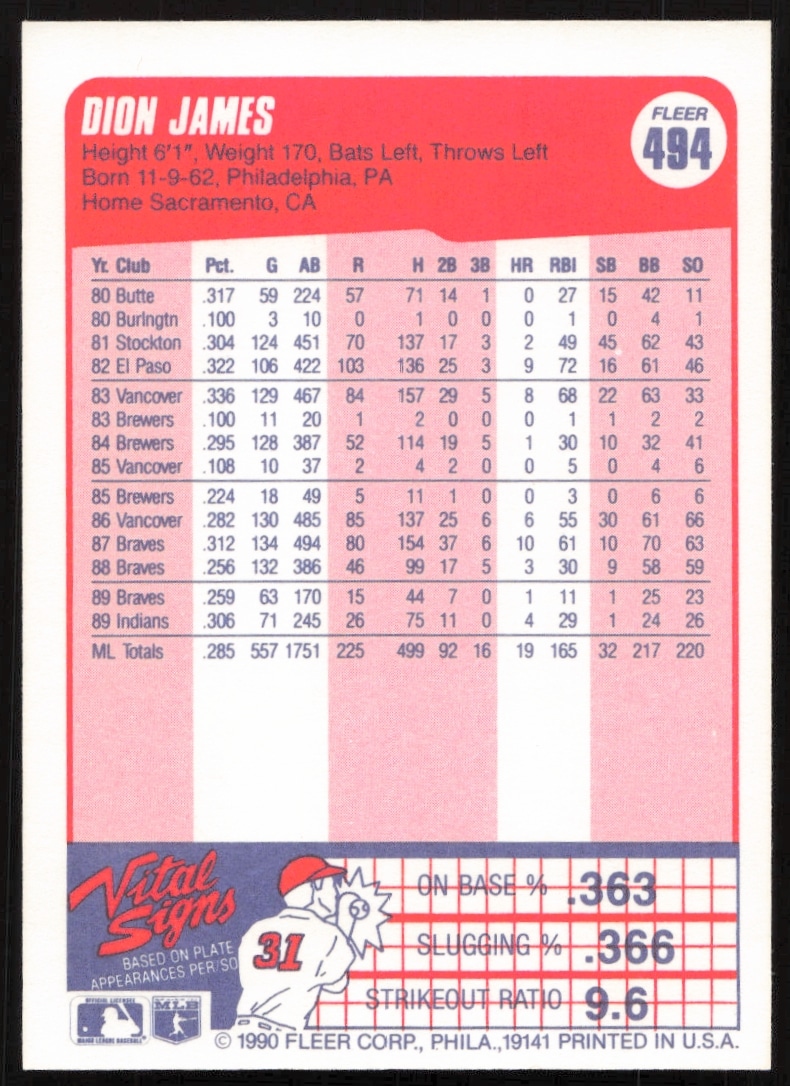 DION JAMES
FLEER
494
Height 6'1", Weight 170, Bats Left, Throws Left
Born 11-9-62, Philadelphia, PA
Home Sacramento, CA
Yr. Club Pct. G AB R H 2B 3B HR RBI SB BB SO
80 Butte .317 59 224 57 71 14 1 0 27 15 42 11
80 Burlngtn .100 3 10 0 1 0 0 0 1 0 4 1
81 Stockton .304 124 451 70 137 17 3 2 49 45 62 43
82 El Paso .322 106 422 103 136 25 3 9 72 16 61 46
83 Vancover .336 129 467 84 157 29 5 8 68 22 63 33
83 Brewers .100 11 20 1 2 0 0 0 1 1 2 2
84 Brewers .295 128 387 52 114 19 5 1 30 10 32 41
85 Vancover .108 10 37 2 4 2 0 0 5 0 4 6
85 Brewers .224 18 49 5 11 1 0 0 3 0 6 6
86 Vancover .282 130 485 85 137 25 6 6 55 30 61 66
87 Braves .312 134 494 80 154 37 6 10 61 10 70 63
88 Braves .256 132 386 46 99 17 5 3 30 9 58 59
89 Braves .259 63 170 15 44 7 0 1 11 1 25 23
89 Indians .306 71 245 26 75 11 0 4 29 1 24 26
ML Totals .285 557 1751 225 499 92 16 19 165 32 217 220
Vital
Signs
BASED ON PLATE
APPEARANCES PER/SO
31
ON BASE % .363
SLUGGING % .366
STRIKEOUT RATIO 9.6
OFFICIAL LICENSEE
MAJOR LEAGUE BASEBALL
MLB
© 1990 FLEER CORP., PHILA.,19141 PRINTED IN U.S.A.